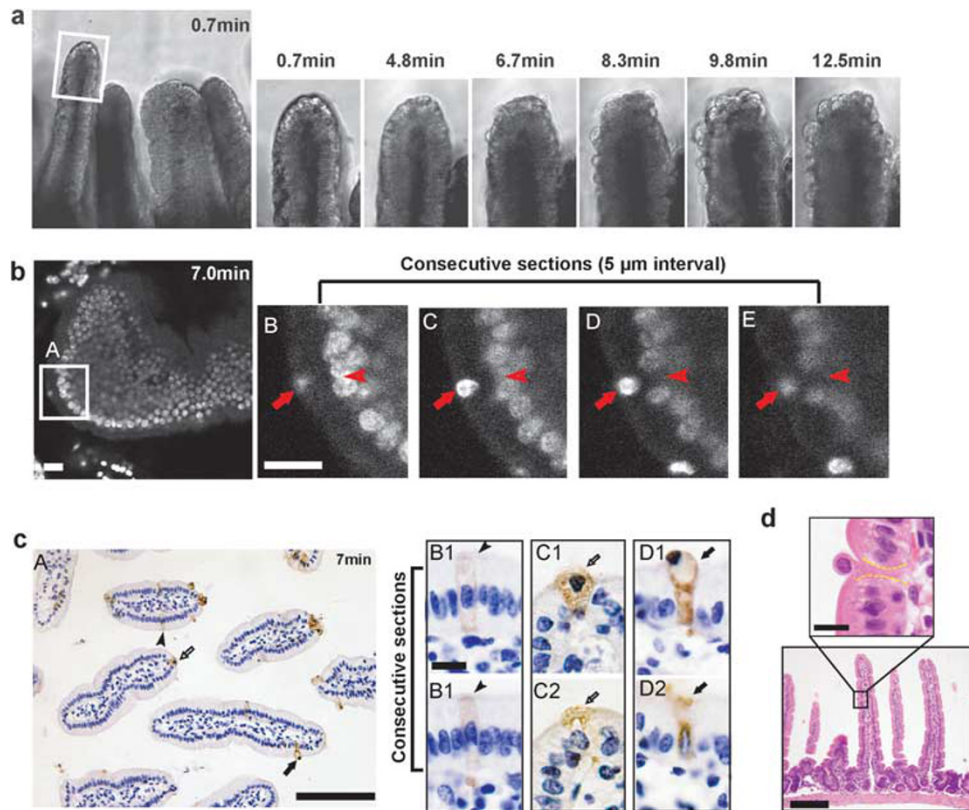 a
0.7min
0.7min 4.8min 6.7min 8.3min 9.8min 12.5min
b
7.0min
A
Consecutive sections (5 µm interval)
B C D E
c
A
7min
Consecutive sections
B1 C1 D1
B1 C2 D2
d